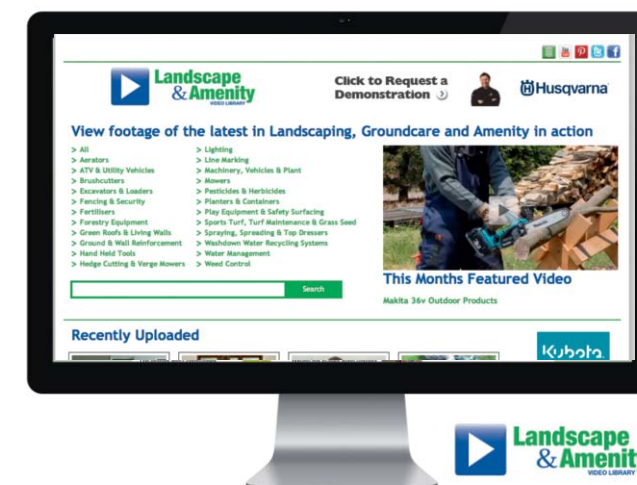 Landscape
& Amenity
VIDEO LIBRARY
Click to Request a
Demonstration
Husqvarna
View footage of the latest in Landscaping, Groundcare and Amenity in action
> All
> Aerators
> ATV & Utility Vehicles
> Brushcutters
> Excavators & Loaders
> Fencing & Security
> Fertilisers
> Forestry Equipment
> Green Roofs & Living Walls
> Ground & Wall Reinforcement
> Hand Held Tools
> Hedge Cutting & Verge Mowers
> Lighting
> Line Marking
> Machinery, Vehicles & Plant
> Mowers
> Pesticides & Herbicides
> Planters & Containers
> Play Equipment & Safety Surfacing
> Sports Turf, Turf Maintenance & Grass Seed
> Spraying, Spreading & Top Dressers
> Washdown Water Recycling Systems
> Water Management
> Weed Control
Search
This Months Featured Video
Makita 36v Outdoor Products
Recently Uploaded
Kubota
Landscape
& Amenit
VIDEO LIBRARY